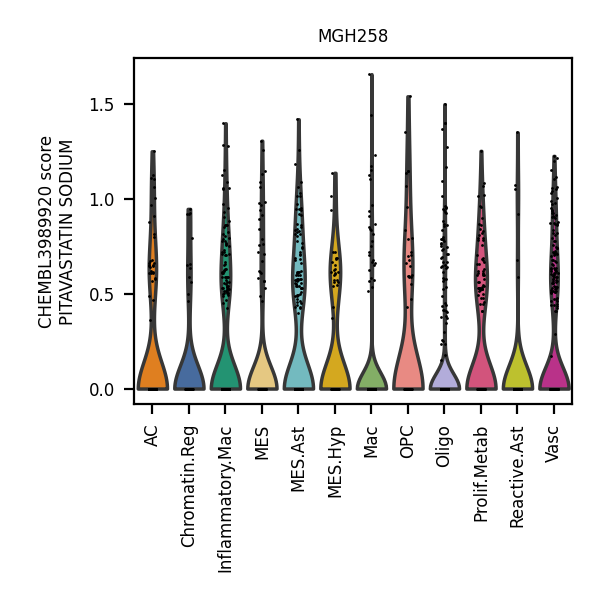 MGH258
CHEMBL3989920 score
PITAVASTATIN SODIUM
1.5
1.0
0.5
0.0
AC
Chromatin.Reg
Inflammatory.Mac
MES
MES.Ast
MES.Hyp
Mac
OPC
Oligo
Prolif.Metab
Reactive.Ast
Vasc